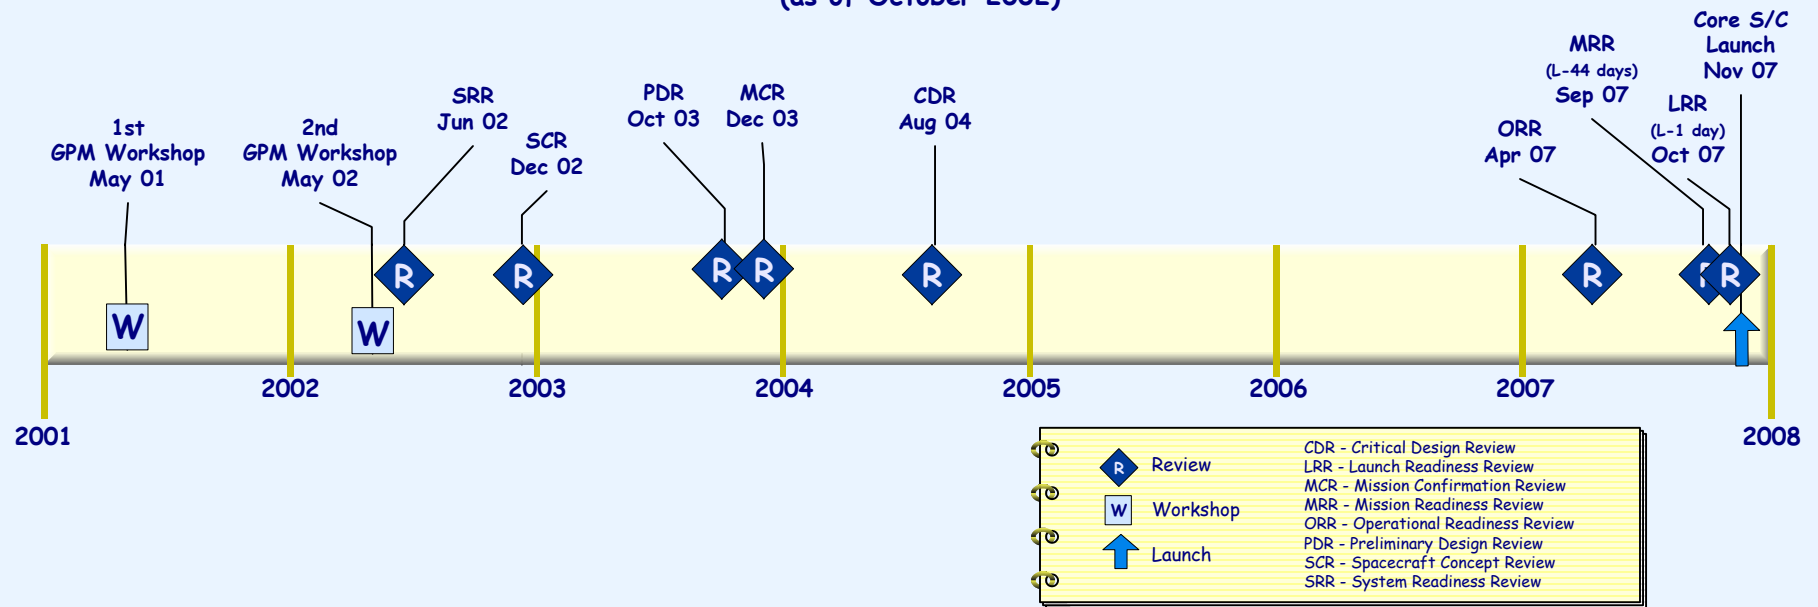 (as of October 2002)
1st
GPM Workshop
May 01
2nd
GPM Workshop
May 02
SRR
Jun 02
SCR
Dec 02
PDR
Oct 03
MCR
Dec 03
CDR
Aug 04
ORR
Apr 07
MRR
(L-44 days)
Sep 07
LRR
(L-1 day)
Oct 07
Core S/C
Launch
Nov 07
W
W
R
R
R
R
R
R
R
R
2001
2002
2003
2004
2005
2006
2007
2008
R Review
W Workshop
Launch
CDR - Critical Design Review
LRR - Launch Readiness Review
MCR - Mission Confirmation Review
MRR - Mission Readiness Review
ORR - Operational Readiness Review
PDR - Preliminary Design Review
SCR - Spacecraft Concept Review
SRR - System Readiness Review